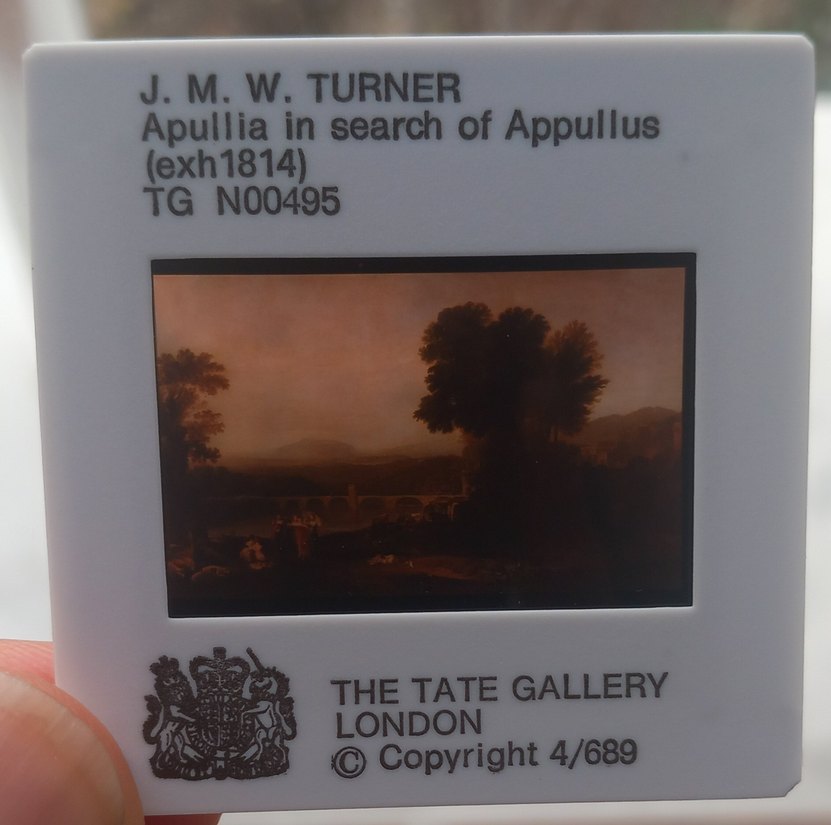 J. M. W. TURNER
Apullia in search of Appullus
(exh1814)
TG N00495
THE TATE GALLERY
LONDON
© Copyright 4/689